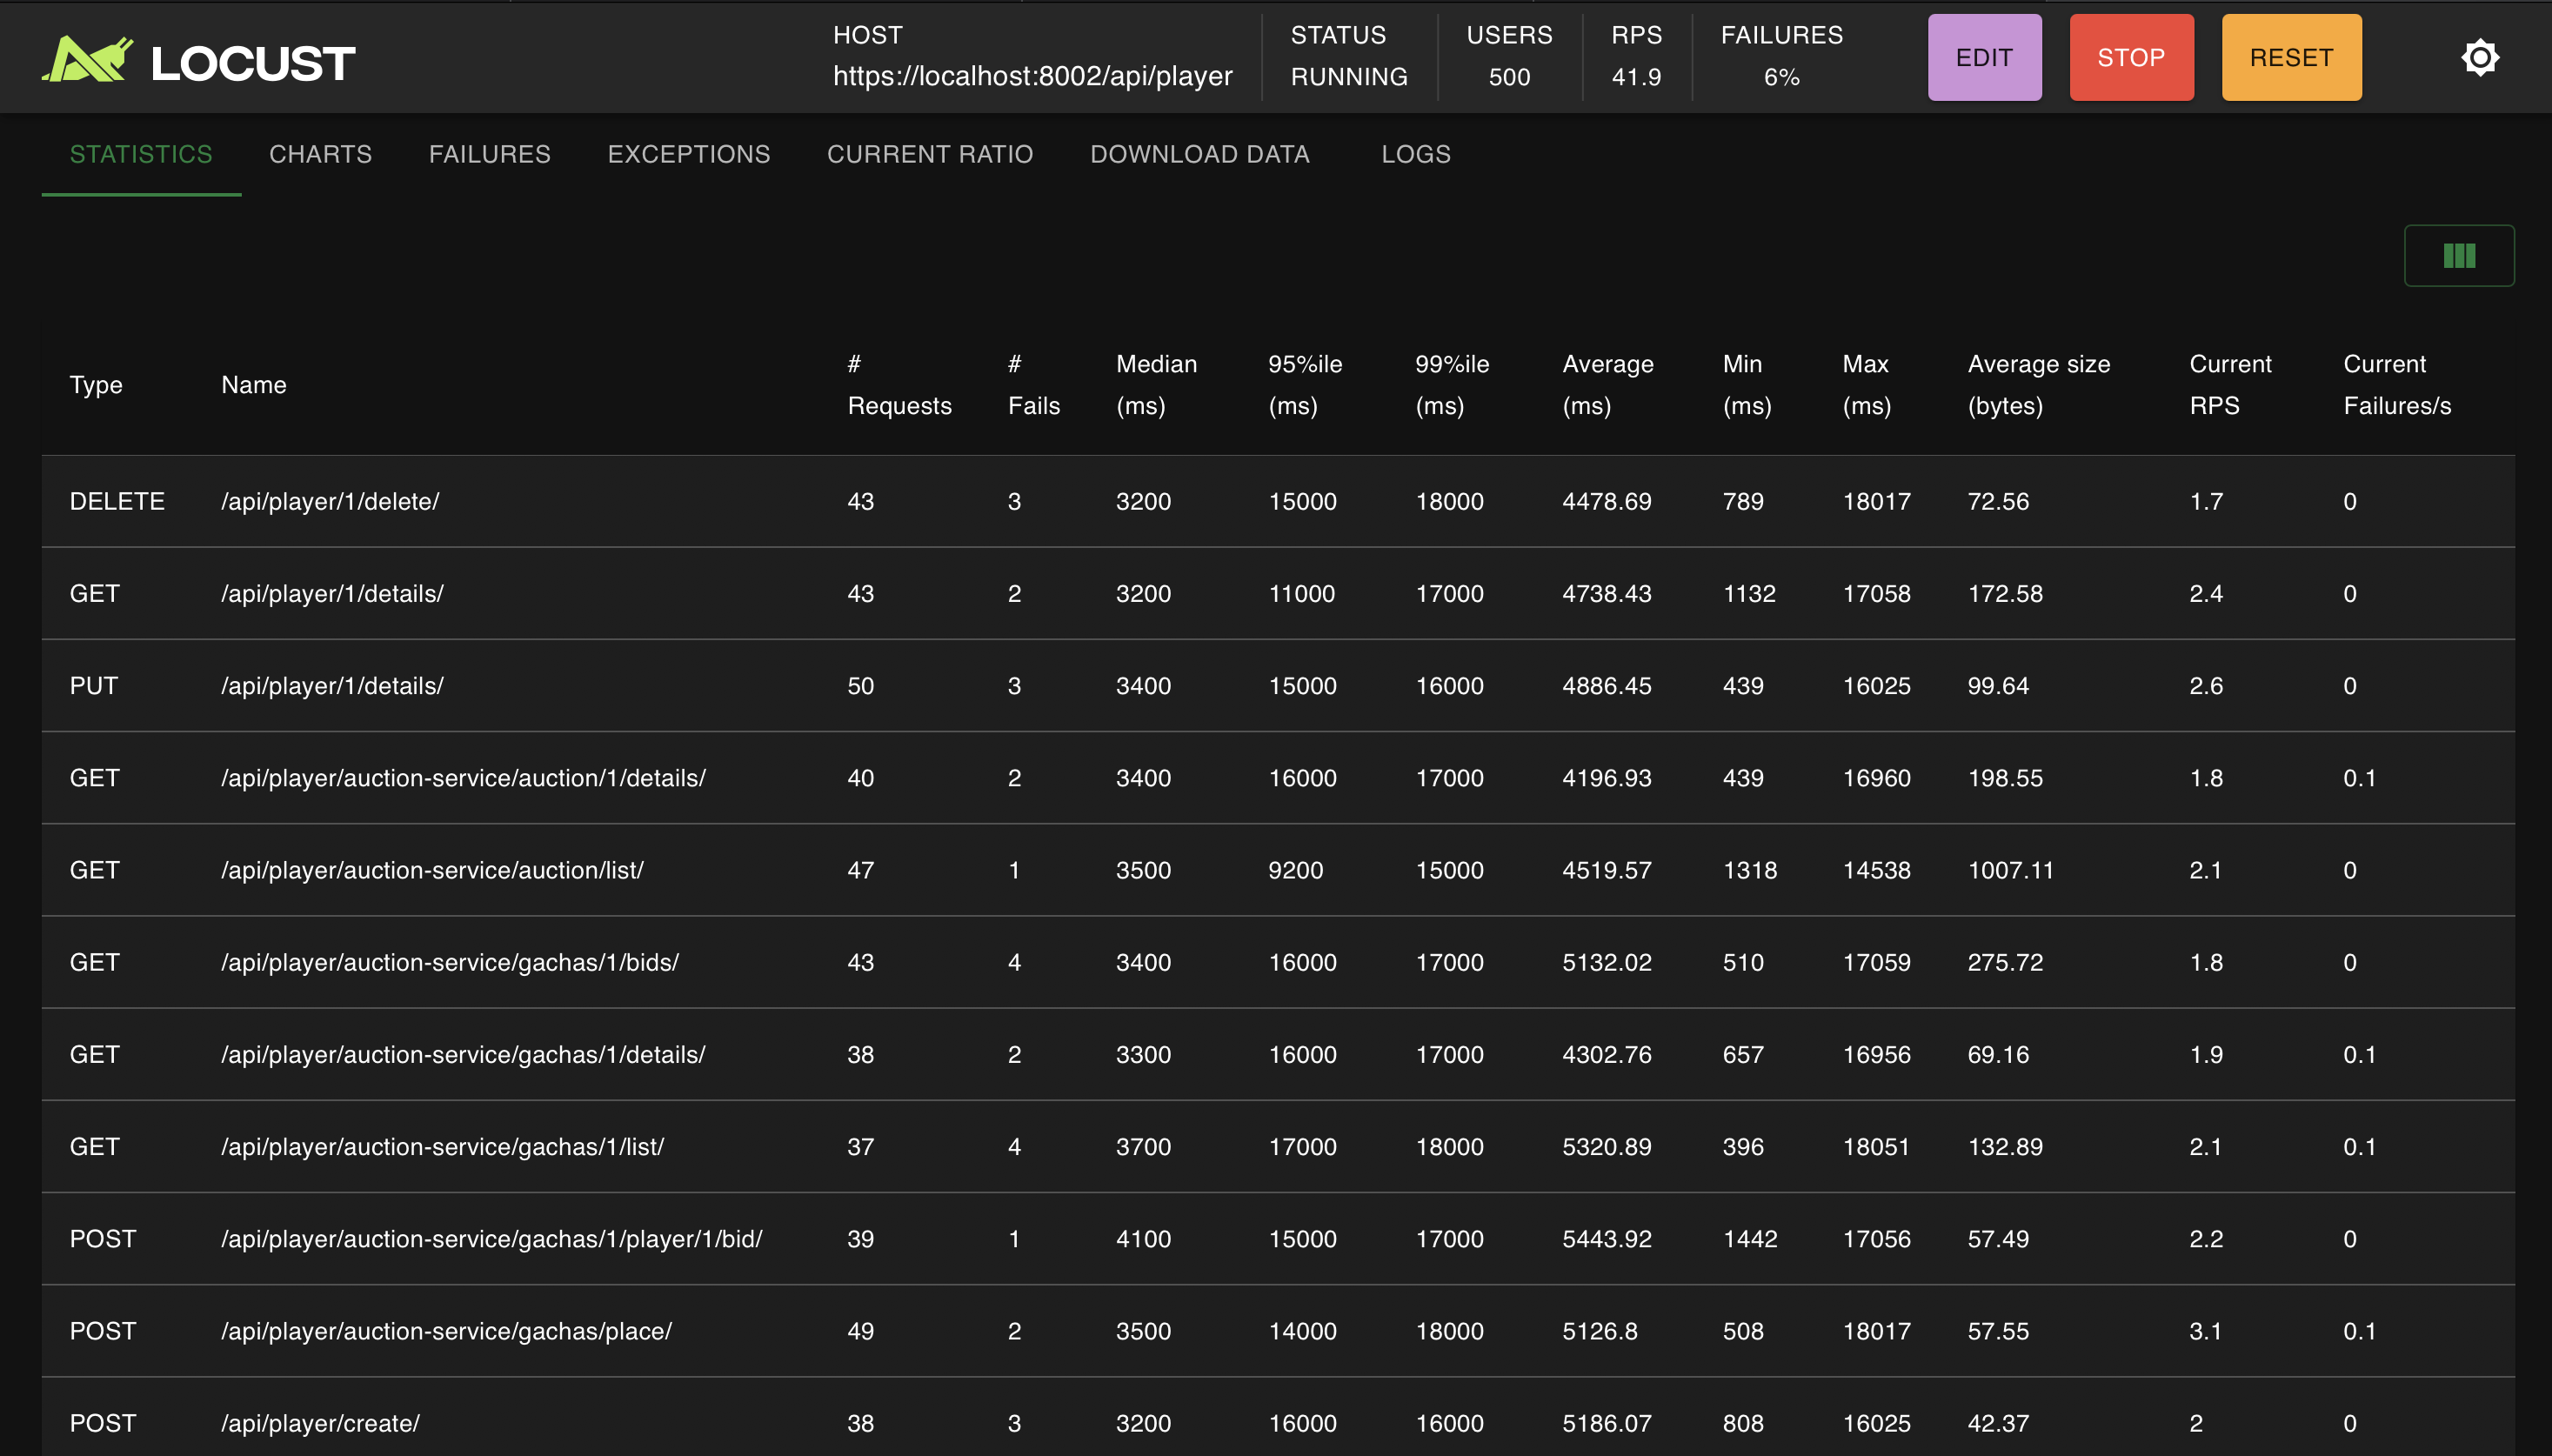 LOCUST
HOST
https://localhost:8002/api/player
STATUS
RUNNING
USERS
500
RPS
41.9
FAILURES
6%
EDIT
STOP
RESET
STATISTICS CHARTS FAILURES EXCEPTIONS CURRENT RATIO DOWNLOAD DATA LOGS
Type Name # Requests # Fails Median (ms) 95%ile (ms) 99%ile (ms) Average (ms) Min (ms) Max (ms) Average size (bytes) Current RPS Current Failures/s
DELETE /api/player/1/delete/ 43 3 3200 15000 18000 4478.69 789 18017 72.56 1.7 0
GET /api/player/1/details/ 43 2 3200 11000 17000 4738.43 1132 17058 172.58 2.4 0
PUT /api/player/1/details/ 50 3 3400 15000 16000 4886.45 439 16025 99.64 2.6 0
GET /api/player/auction-service/auction/1/details/ 40 2 3400 16000 17000 4196.93 439 16960 198.55 1.8 0.1
GET /api/player/auction-service/auction/list/ 47 1 3500 9200 15000 4519.57 1318 14538 1007.11 2.1 0
GET /api/player/auction-service/gachas/1/bids/ 43 4 3400 16000 17000 5132.02 510 17059 275.72 1.8 0
GET /api/player/auction-service/gachas/1/details/ 38 2 3300 16000 17000 4302.76 657 16956 69.16 1.9 0.1
GET /api/player/auction-service/gachas/1/list/ 37 4 3700 17000 18000 5320.89 396 18051 132.89 2.1 0.1
POST /api/player/auction-service/gachas/1/player/1/bid/ 39 1 4100 15000 17000 5443.92 1442 17056 57.49 2.2 0
POST /api/player/auction-service/gachas/place/ 49 2 3500 14000 18000 5126.8 508 18017 57.55 3.1 0.1
POST /api/player/create/ 38 3 3200 16000 16000 5186.07 808 16025 42.37 2 0